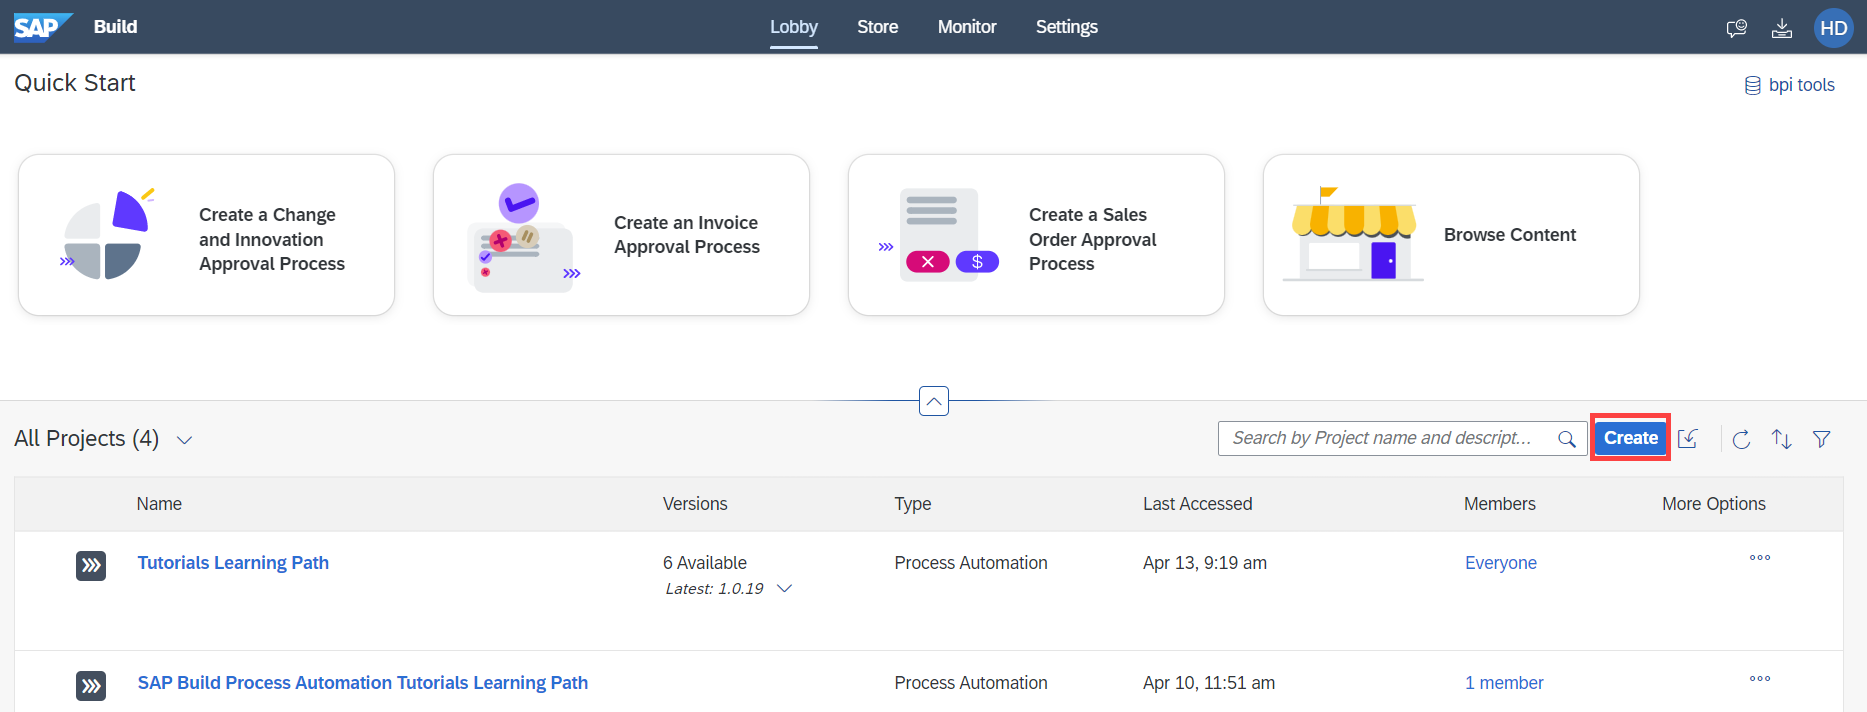 SAP Build
Lobby Store Monitor Settings
HD
Quick Start
bpi tools
Create a Change
and Innovation
Approval Process
Create an Invoice
Approval Process
$
Create a Sales
Order Approval
Process
Browse Content
All Projects (4)
Search by Project name and descript...
Create
Name Versions Type Last Accessed Members More Options
Tutorials Learning Path 6 Available Process Automation Apr 13, 9:19 am Everyone
Latest: 1.0.19
SAP Build Process Automation Tutorials Learning Path Process Automation Apr 10, 11:51 am 1 member